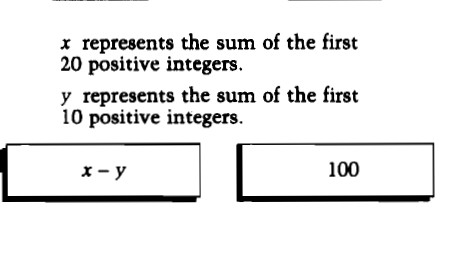 x represents the sum of the first
20 positive integers.
y represents the sum of the first
10 positive integers.
x – y
100